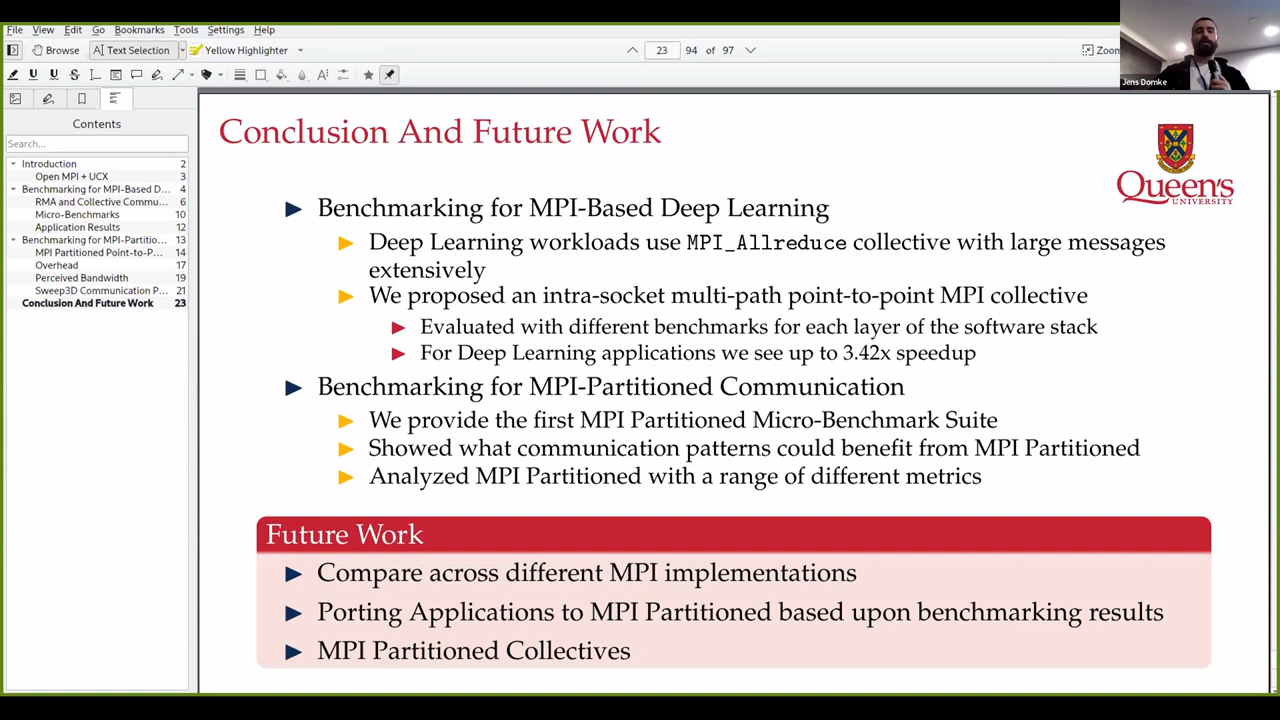 File View Edit Go Bookmarks Tools Settings Help
Browse Text Selection Yellow Highlighter 23 94 of 97 Zoom
Jens Domke
Contents
Search...
Introduction 2
Open MPI + UCX 3
Benchmarking for MPI-Based D... 4
RMA and Collective Commu... 6
Micro-Benchmarks 10
Application Results 12
Benchmarking for MPI-Partitio... 13
MPI Partitioned Point-to-P... 14
Overhead 17
Perceived Bandwidth 19
Sweep3D Communication P... 21
Conclusion And Future Work 23
Conclusion And Future Work
Queen's
UNIVERSITY
Benchmarking for MPI-Based Deep Learning
Deep Learning workloads use MPI_Allreduce collective with large messages
extensively
We proposed an intra-socket multi-path point-to-point MPI collective
Evaluated with different benchmarks for each layer of the software stack
For Deep Learning applications we see up to 3.42x speedup
Benchmarking for MPI-Partitioned Communication
We provide the first MPI Partitioned Micro-Benchmark Suite
Showed what communication patterns could benefit from MPI Partitioned
Analyzed MPI Partitioned with a range of different metrics
Future Work
Compare across different MPI implementations
Porting Applications to MPI Partitioned based upon benchmarking results
MPI Partitioned Collectives